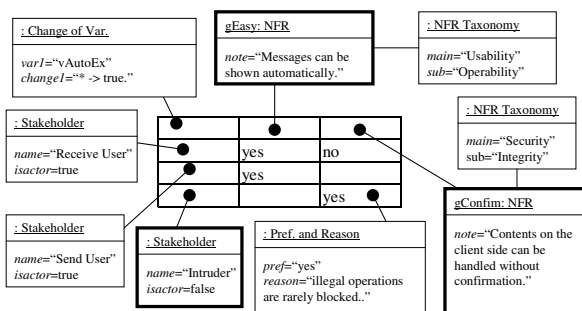 : Change of Var.
var1="vAutoEx"
change1="* -> true."
gEasy: NFR
note="Messages can be
shown automatically."
: NFR Taxonomy
main="Usability"
sub="Operability"
: NFR Taxonomy
main="Security"
sub="Integrity"
: Stakeholder
name="Receive User"
isactor=true
yes no
yes
yes
: Stakeholder
name="Send User"
isactor=true
: Stakeholder
name="Intruder"
isactor=false
: Pref. and Reason
pref="yes"
reason="illegal operations
are rarely blocked.."
gConfim: NFR
note="Contents on the
client side can be
handled without
confirmation."